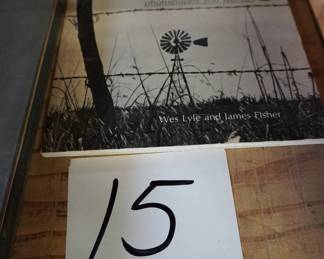 Wes Lyle and James Fisher
15